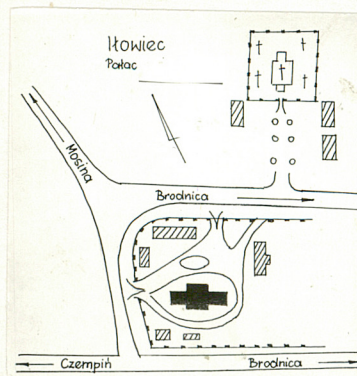 Iłowiec
Pałac
Mosina
Brodnica
Czempiń
Brodnica